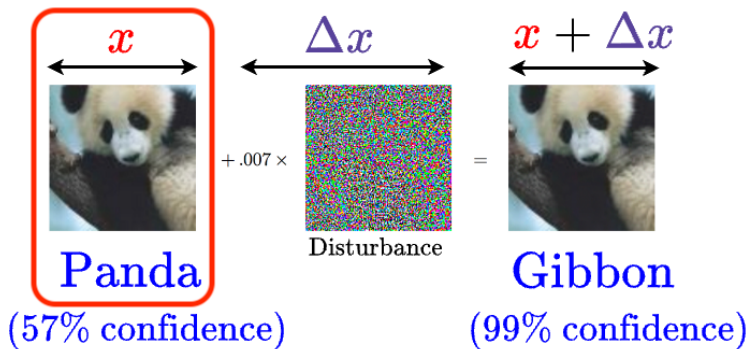 x Δx x + Δx
+ .007 × =
Disturbance
Panda Gibbon
(57% confidence) (99% confidence)